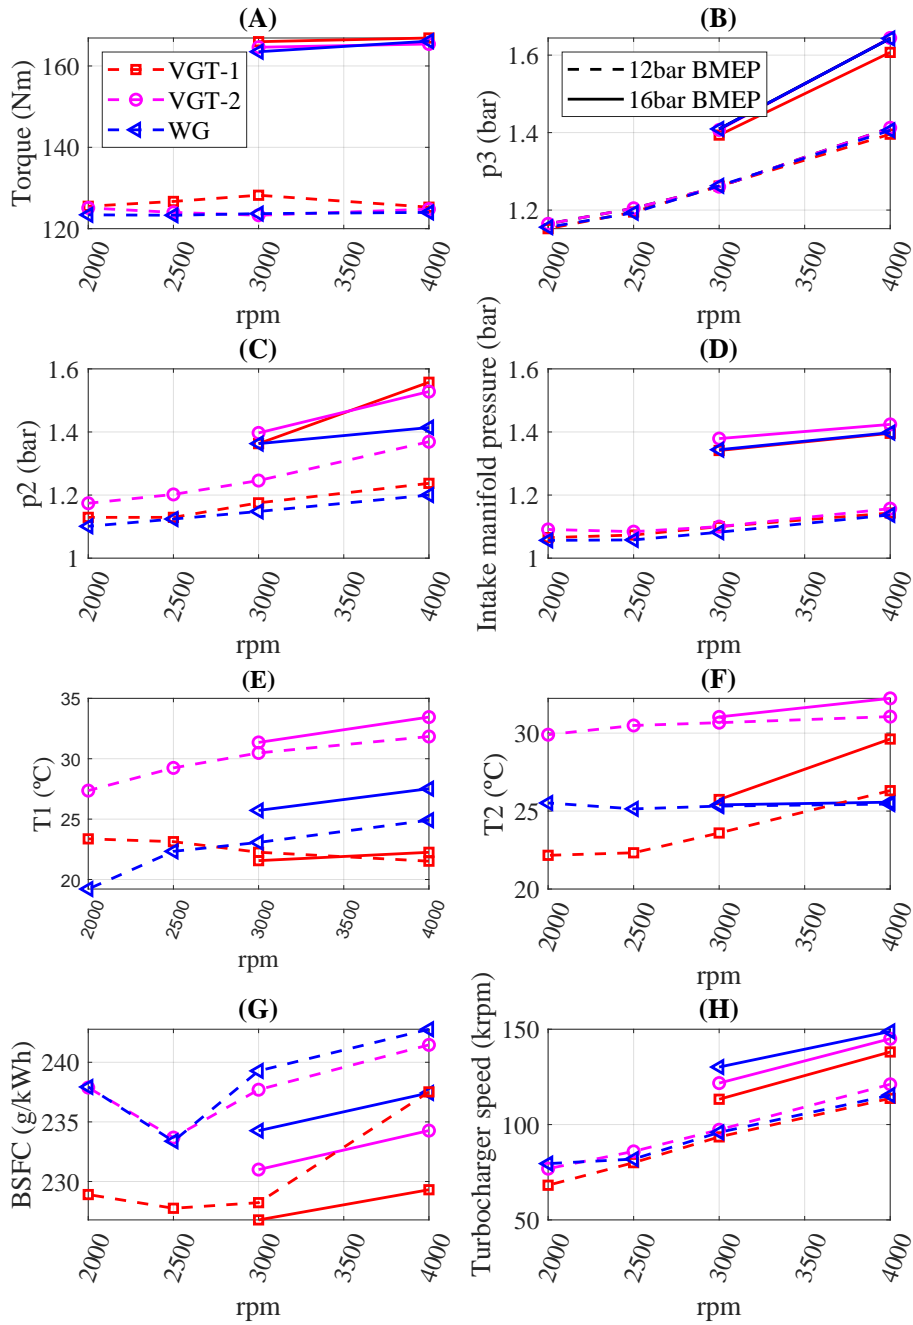 (A)
Torque (Nm)
160
140
120
VGT-1
VGT-2
WG
2000
2500
3000
3500
4000
rpm
(B)
p3 (bar)
1.6
1.4
1.2
12bar BMEP
16bar BMEP
2000
2500
3000
3500
4000
rpm
(C)
p2 (bar)
1.6
1.4
1.2
1
2000
2500
3000
3500
4000
rpm
(D)
Intake manifold pressure (bar)
1.6
1.4
1.2
1
2000
2500
3000
3500
4000
rpm
(E)
T1 (ºC)
35
30
25
20
2000
2500
3000
3500
4000
rpm
(F)
T2 (ºC)
30
25
20
2000
2500
3000
3500
4000
rpm
(G)
BSFC (g/kWh)
240
235
230
2000
2500
3000
3500
4000
rpm
(H)
Turbocharger speed (krpm)
150
100
50
2000
2500
3000
3500
4000
rpm